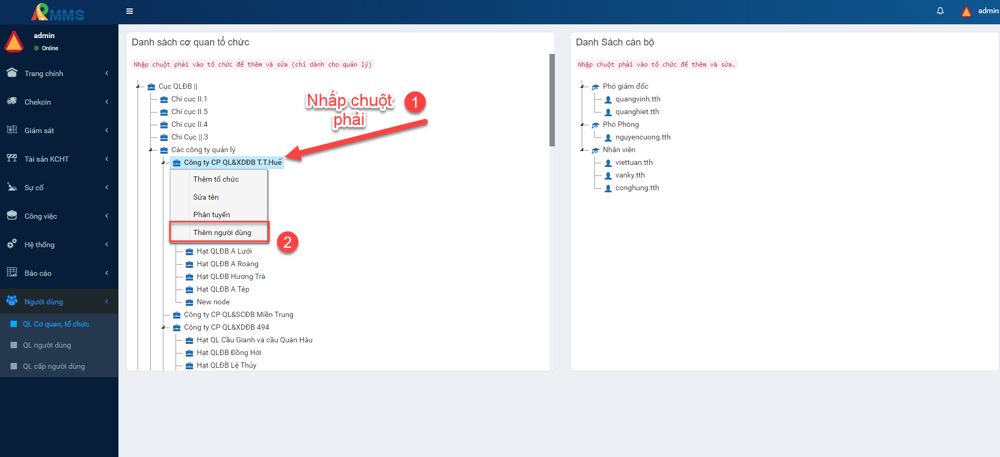 RMMS
admin
admin
Online
Trang chính
Chekcin
Giám sát
Tài sản KCHT
Sự cố
Công việc
Hệ thống
Báo cáo
Người dùng
QL Cơ quan, tổ chức
QL người dùng
QL cấp người dùng
Danh sách cơ quan tổ chức
Nhập chuột phải vào tổ chức để thêm và sửa (chỉ dành cho quản lý)
Cục QLĐB ||
Chi cục II.1
Chi cục II.5
Chi cục II.4
Chi Cục ||.3
Các công ty quản lý
Công ty CP QL&XDĐB T.T.Huế
Thêm tổ chức
Sửa tên
Phân tuyến
Thêm người dùng
Hạt QLĐB A Lưới
Hạt QLĐB A Roàng
Hạt QLĐB Hương Trà
Hạt QLĐB A Tép
New node
Công ty CP QL&SCĐB Miền Trung
Công ty CP QL&XDĐB 494
Hạt QL Cầu Gianh và cầu Quán Hàu
Hạt QLĐB Đồng Hới
Hạt QLĐB Lệ Thủy
Nhấp chuột
phải
1
2
Danh Sách cán bộ
Nhập chuột phải vào tổ chức để thêm và sửa.
Phó giám đốc
quangvinh.tth
quanghiet.tth
Phó Phòng
nguyencuong.tth
Nhân viên
viettuan.tth
vanky.tth
conghung.tth